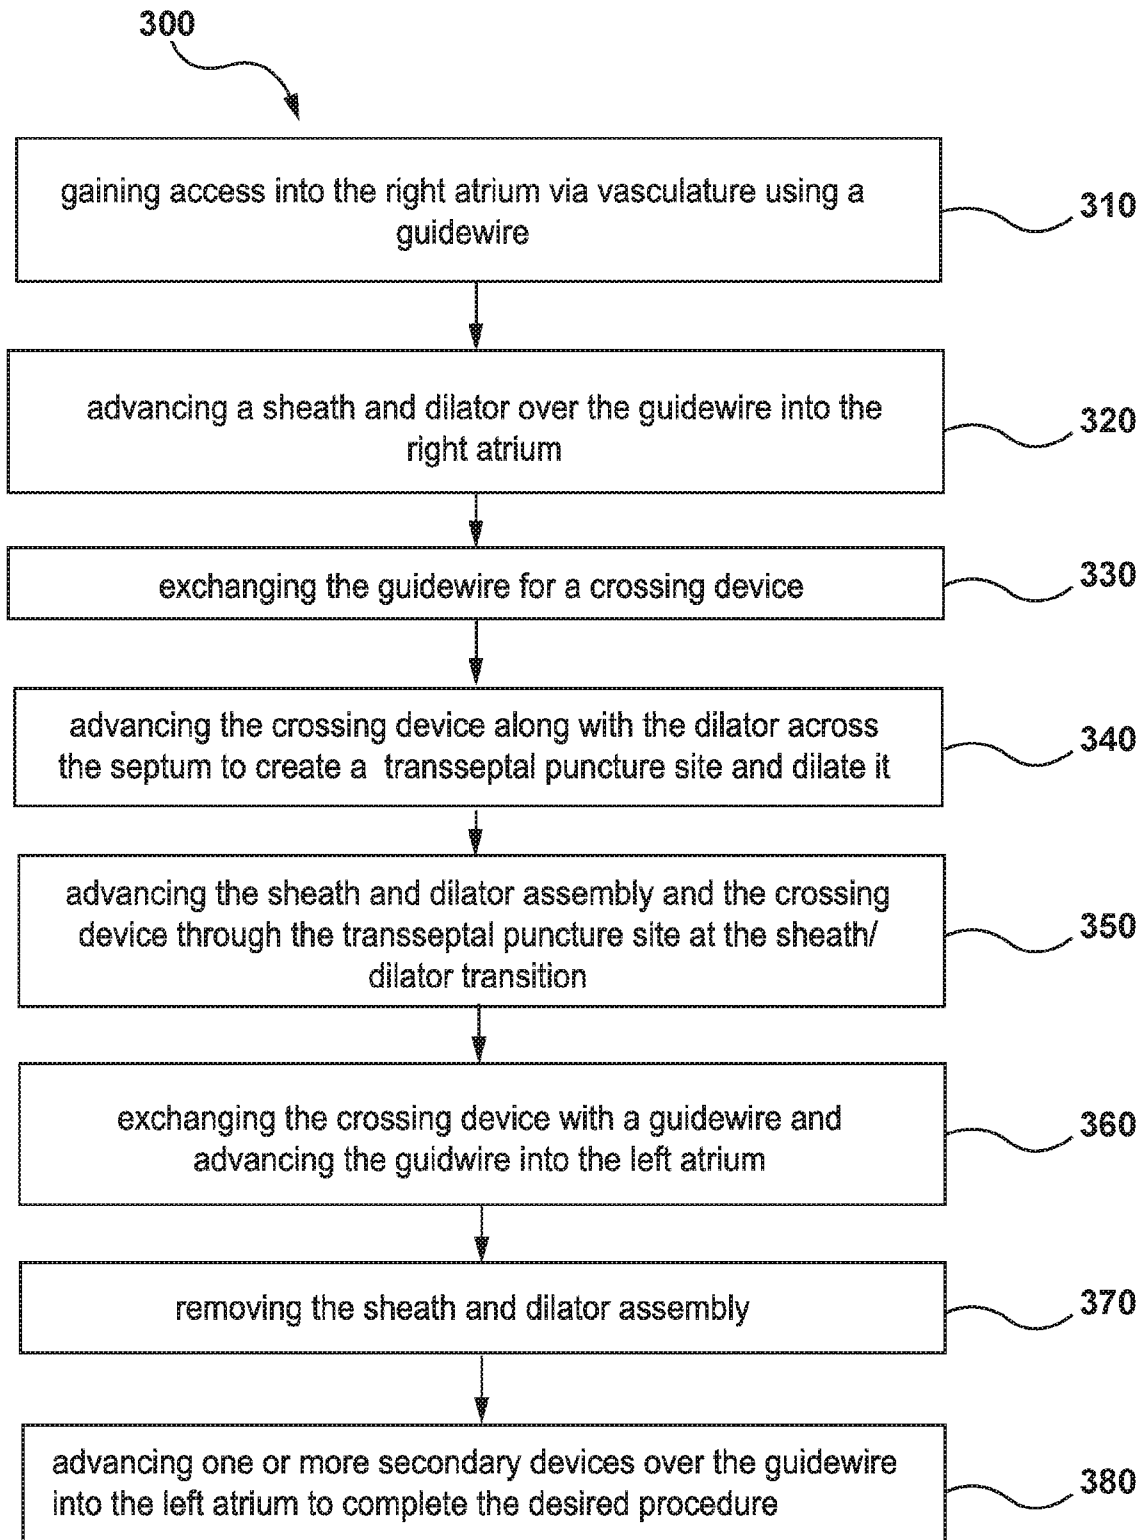 300
gaining access into the right atrium via vasculature using a
guidewire
310
advancing a sheath and dilator over the guidewire into the
right atrium
320
exchanging the guidewire for a crossing device
330
advancing the crossing device along with the dilator across
the septum to create a transseptal puncture site and dilate it
340
advancing the sheath and dilator assembly and the crossing
device through the transseptal puncture site at the sheath/
dilator transition
350
exchanging the crossing device with a guidewire and
advancing the guidwire into the left atrium
360
removing the sheath and dilator assembly
370
advancing one or more secondary devices over the guidewire
into the left atrium to complete the desired procedure
380